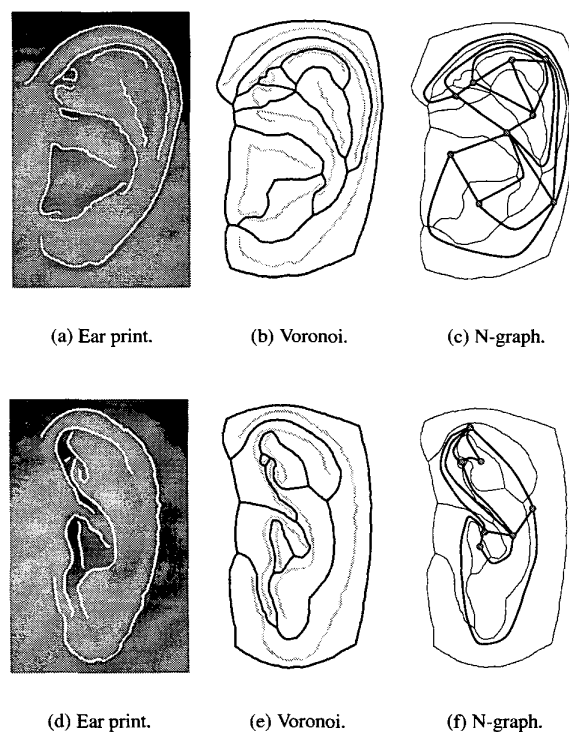 (a) Ear print. (b) Voronoi. (c) N-graph.
(d) Ear print. (e) Voronoi. (f) N-graph.